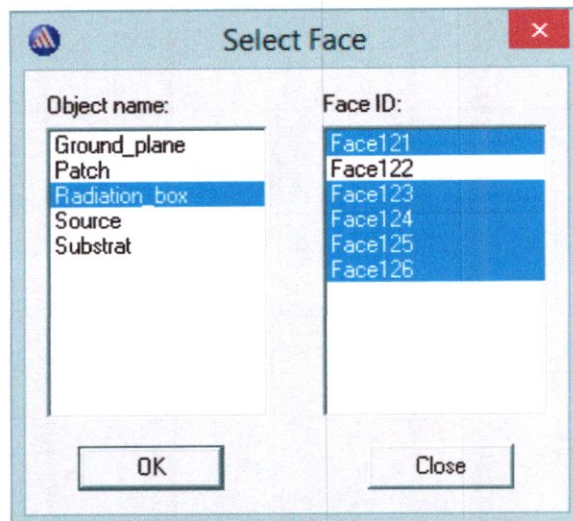 Select Face
Object name:
Face ID:
Ground_plane
Patch
Radiation_box
Source
Substrat
Face121
Face122
Face123
Face124
Face125
Face126
OK
Close